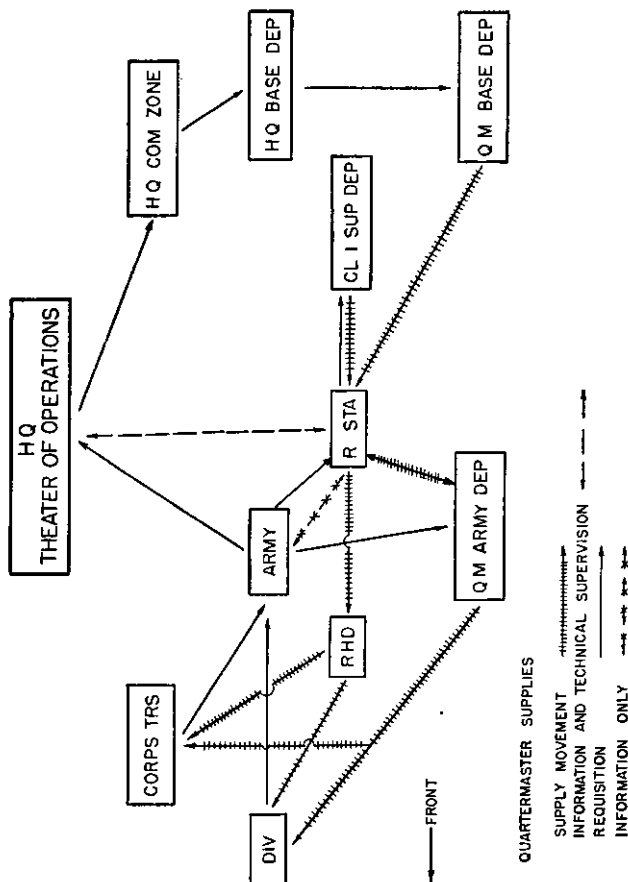 HQ
THEATER OF OPERATIONS
HQ COM ZONE
HQ BASE DEP
CORPS TRS
ARMY
R STA
CL I SUP DEP
DIV
RHD
QM ARMY DEP
QM BASE DEP
FRONT
QUARTERMASTER SUPPLIES
SUPPLY MOVEMENT
INFORMATION AND TECHNICAL SUPERVISION
REQUISITION
INFORMATION ONLY